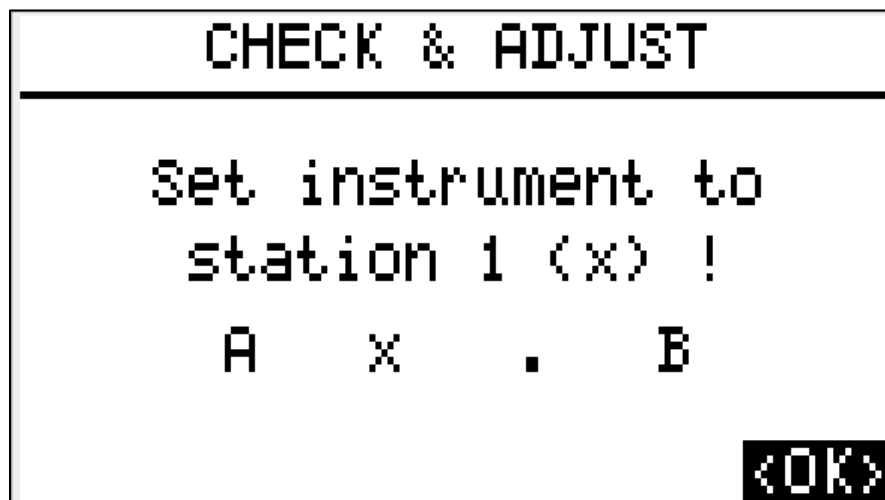 CHECK & ADJUST
Set instrument to
station 1 (x) !
A x . B
<OK>